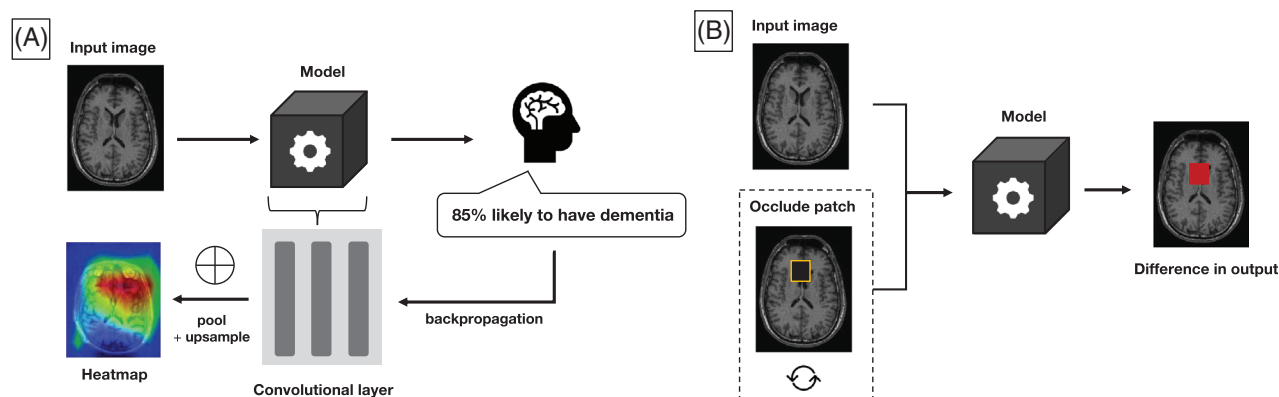 (A)
Input image
Model
85% likely to have dementia
backpropagation
pool
+ upsample
Heatmap
Convolutional layer
(B)
Input image
Occlude patch
Model
Difference in output